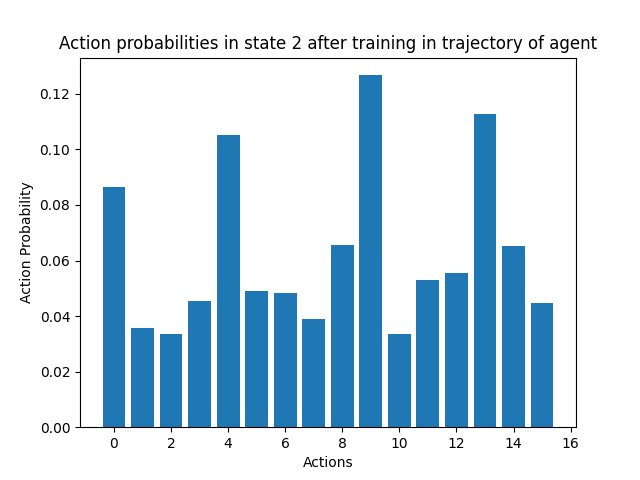 Action probabilities in state 2 after training in trajectory of agent
0.12
0.10
0.08
0.06
0.04
0.02
0.00
Action Probability
0 2 4 6 8 10 12 14 16
Actions